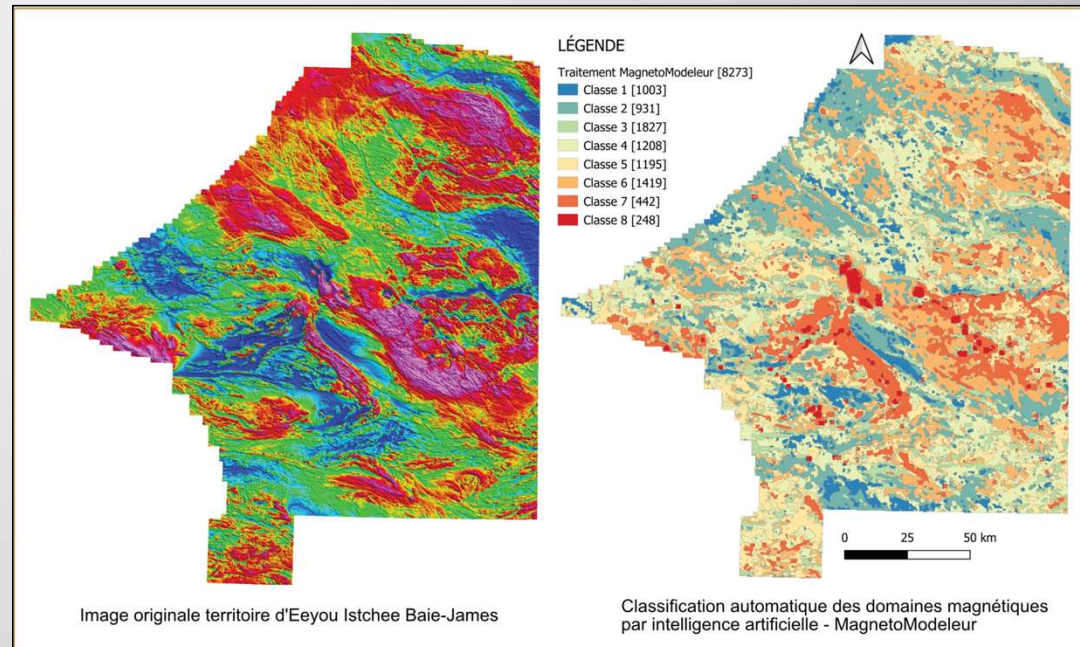 LÉGENDE
Traitement MagnetoModeleur [8273]
Classe 1 [1003]
Classe 2 [931]
Classe 3 [1827]
Classe 4 [1208]
Classe 5 [1195]
Classe 6 [1419]
Classe 7 [442]
Classe 8 [248]
0 25 50 km
Image originale territoire d'Eeyou Istchee Baie-James
Classification automatique des domaines magnétiques
par intelligence artificielle - MagnetoModeleur